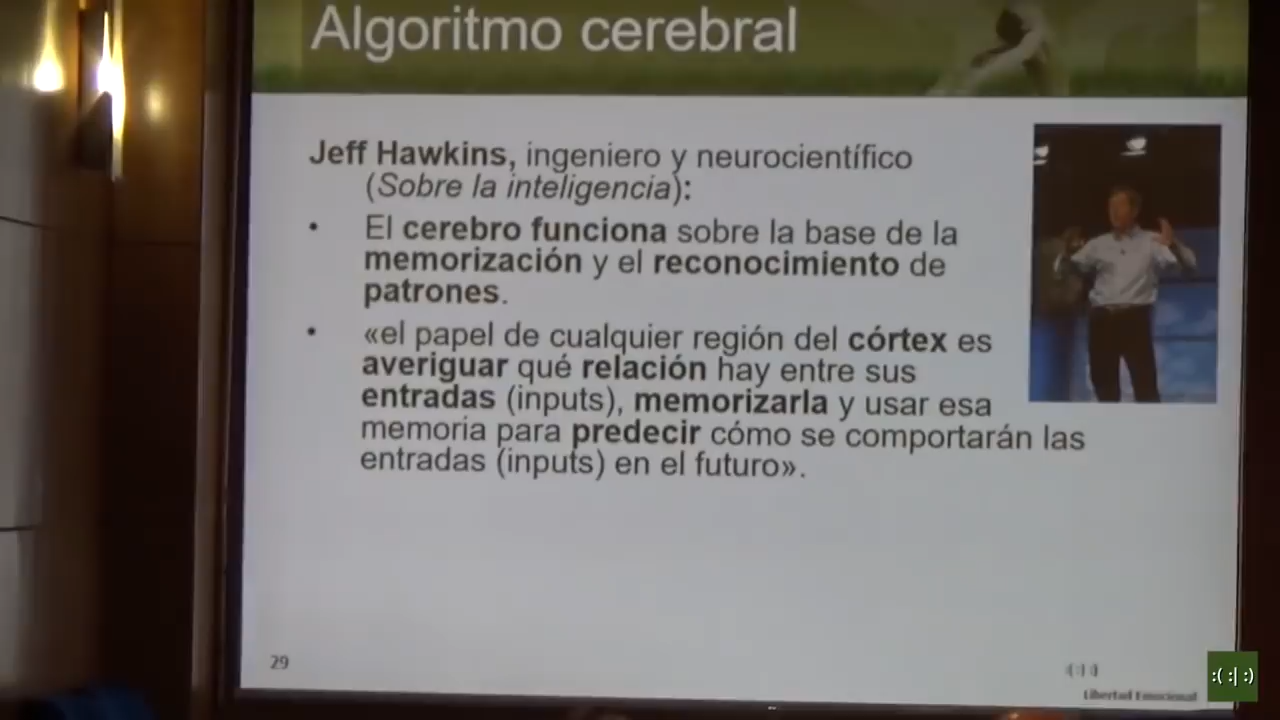 Algoritmo cerebral
Jeff Hawkins, ingeniero y neurocientífico
(Sobre la inteligencia):
• El cerebro funciona sobre la base de la
memorización y el reconocimiento de
patrones.
• «el papel de cualquier región del córtex es
averiguar qué relación hay entre sus
entradas (inputs), memorizarla y usar esa
memoria para predecir cómo se comportarán las
entradas (inputs) en el futuro».
29
Libertad Emocional
:( :| :)